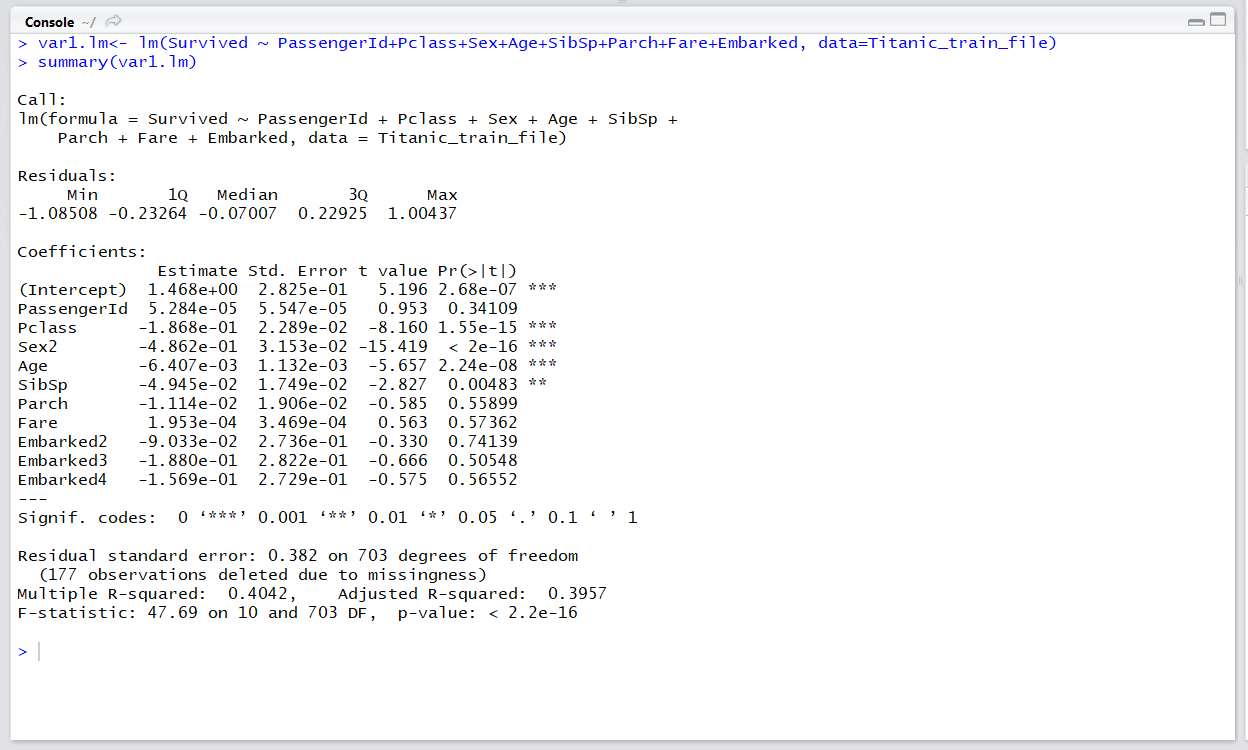 Console ~/
> var1.lm<- lm(Survived ~ PassengerId+Pclass+Sex+Age+SibSp+Parch+Fare+Embarked, data=Titanic_train_file)
> summary(var1.lm)

Call:
lm(formula = Survived ~ PassengerId + Pclass + Sex + Age + SibSp +
    Parch + Fare + Embarked, data = Titanic_train_file)

Residuals:
     Min       1Q   Median       3Q      Max
-1.08508 -0.23264 -0.07007  0.22925  1.00437

Coefficients:
              Estimate Std. Error t value Pr(>|t|)
(Intercept)  1.468e+00  2.825e-01   5.196 2.68e-07 ***
PassengerId  5.284e-05  5.547e-05   0.953  0.34109
Pclass      -1.868e-01  2.289e-02  -8.160 1.55e-15 ***
Sex2        -4.862e-01  3.153e-02 -15.419  < 2e-16 ***
Age         -6.407e-03  1.132e-03  -5.657 2.24e-08 ***
SibSp       -4.945e-02  1.749e-02  -2.827  0.00483 **
Parch       -1.114e-02  1.906e-02  -0.585  0.55899
Fare         1.953e-04  3.469e-04   0.563  0.57362
Embarked2   -9.033e-02  2.736e-01  -0.330  0.74139
Embarked3   -1.880e-01  2.822e-01  -0.666  0.50548
Embarked4   -1.569e-01  2.729e-01  -0.575  0.56552
---
Signif. codes:  0 ‘***’ 0.001 ‘**’ 0.01 ‘*’ 0.05 ‘.’ 0.1 ‘ ’ 1

Residual standard error: 0.382 on 703 degrees of freedom
  (177 observations deleted due to missingness)
Multiple R-squared:  0.4042,    Adjusted R-squared:  0.3957
F-statistic: 47.69 on 10 and 703 DF,  p-value: < 2.2e-16

>